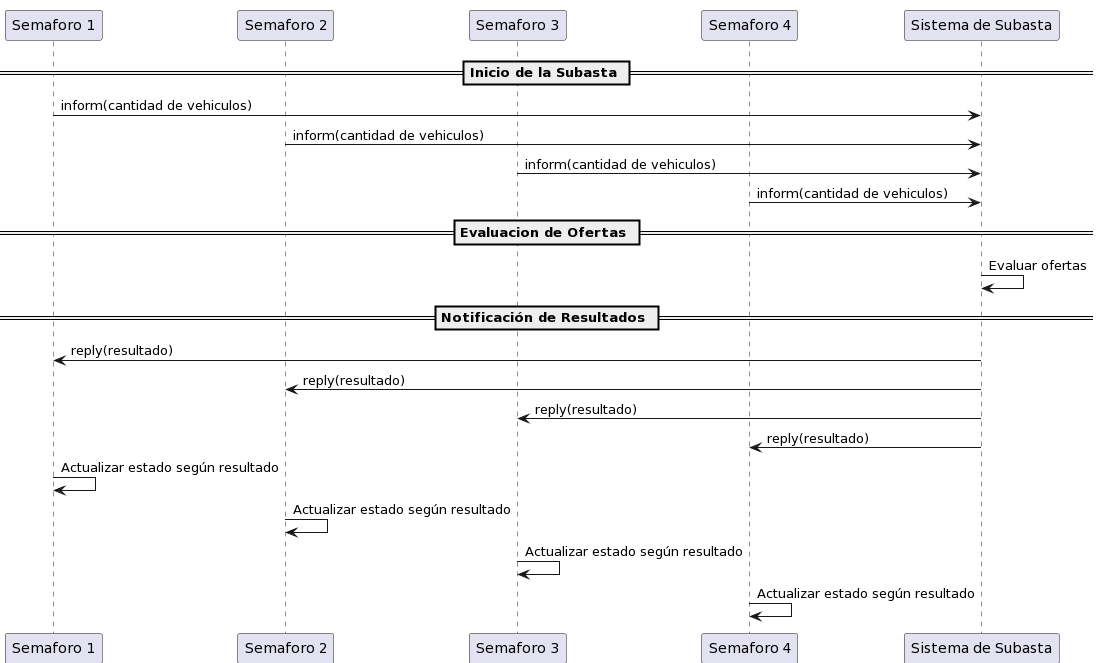 Semaforo 1
Semaforo 2
Semaforo 3
Semaforo 4
Sistema de Subasta
Inicio de la Subasta
inform(cantidad de vehiculos)
inform(cantidad de vehiculos)
inform(cantidad de vehiculos)
inform(cantidad de vehiculos)
Evaluacion de Ofertas
Evaluar ofertas
Notificación de Resultados
reply(resultado)
reply(resultado)
reply(resultado)
reply(resultado)
Actualizar estado según resultado
Actualizar estado según resultado
Actualizar estado según resultado
Actualizar estado según resultado
Semaforo 1
Semaforo 2
Semaforo 3
Semaforo 4
Sistema de Subasta